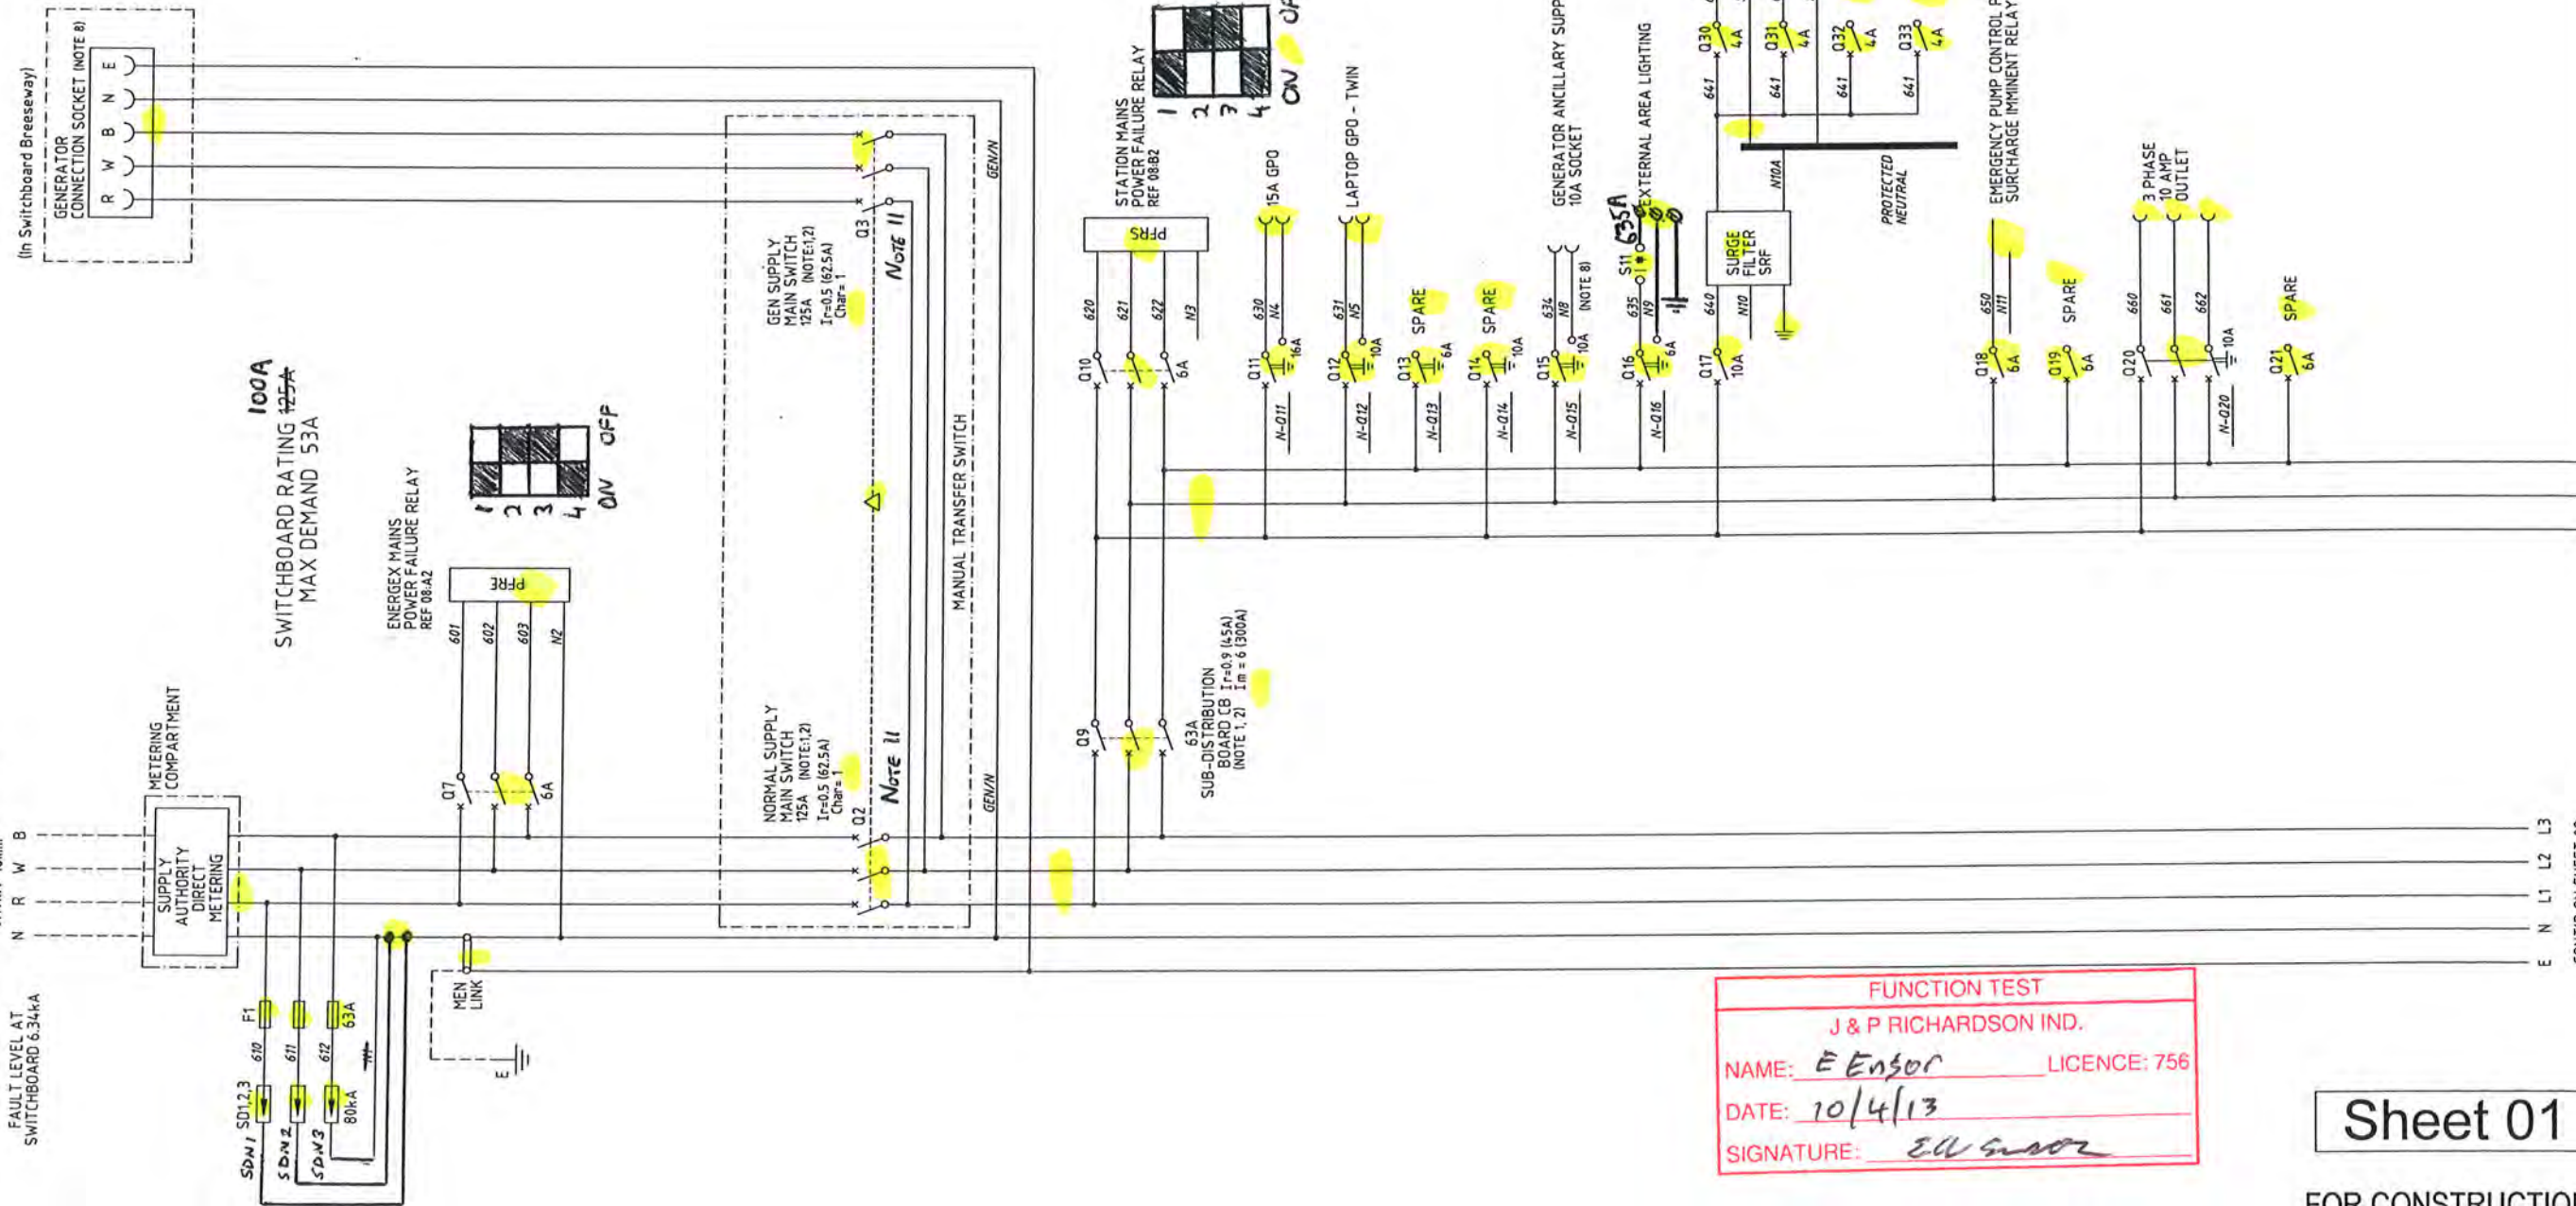 (In Switchboard Breeseway)
GENERATOR
CONNECTION SOCKET (NOTE 8)
R W B N E
100A
SWITCHBOARD RATING 125A
MAX DEMAND 53A
ENERGEX MAINS
POWER FAILURE RELAY
REF 08:A2
PFRE
601
602
603
N2
Q7
6A
1
2
3
4
ON OFF
METERING
COMPARTMENT
SUPPLY
AUTHORITY
DIRECT
METERING
N R W B
FAULT LEVEL AT
SWITCHBOARD 6.34kA
F1
63A
610
611
612
N1
SD1,2,3
80kA
SDN1
SDN2
SDN3
MEN
LINK
E
GEN SUPPLY
MAIN SWITCH
125A (NOTE:1,2)
Ir=0.5 (62.5A)
Char= 1
Q3
NOTE 11
NORMAL SUPPLY
MAIN SWITCH
125A (NOTE:1,2)
Ir=0.5 (62.5A)
Char= 1
Q2
NOTE 11
MANUAL TRANSFER SWITCH
GEN/N
GEN/N
STATION MAINS
POWER FAILURE RELAY
REF 08:B2
PFRS
620
621
622
N3
Q10
6A
1
2
3
4
ON
Q9
63A
SUB-DISTRIBUTION
BOARD CB Ir=0.9 (45A)
(NOTE 1, 2) Im = 6 (300A)
15A GPO
630
N4
Q11
16A
N-Q11
LAPTOP GPO - TWIN
631
N5
Q12
10A
N-Q12
SPARE
Q13
6A
N-Q13
SPARE
Q14
10A
N-Q14
GENERATOR ANCILLARY
10A SOCKET
634
N8
(NOTE 8)
Q15
10A
N-Q15
EXTERNAL AREA LIGHTING
635A
S11
635
N9
Q16
6A
N-Q16
SURGE
FILTER
SRF
640
N10
N10A
Q17
10A
PROTECTED
NEUTRAL
Q30
4A
641
Q31
4A
641
Q32
4A
641
Q33
4A
641
EMERGENCY PUMP CONTROL
SURCHARGE IMMINENT RELAY
650
N11
Q18
6A
SPARE
Q19
6A
3 PHASE
10 AMP
OUTLET
660
661
662
Q20
10A
N-Q20
SPARE
Q21
6A
E N L1 L2 L3
FUNCTION TEST
J & P RICHARDSON IND.
NAME: E Ensor LICENCE: 756
DATE: 10/4/13
SIGNATURE:
Sheet 01
FOR CONSTRUCTION